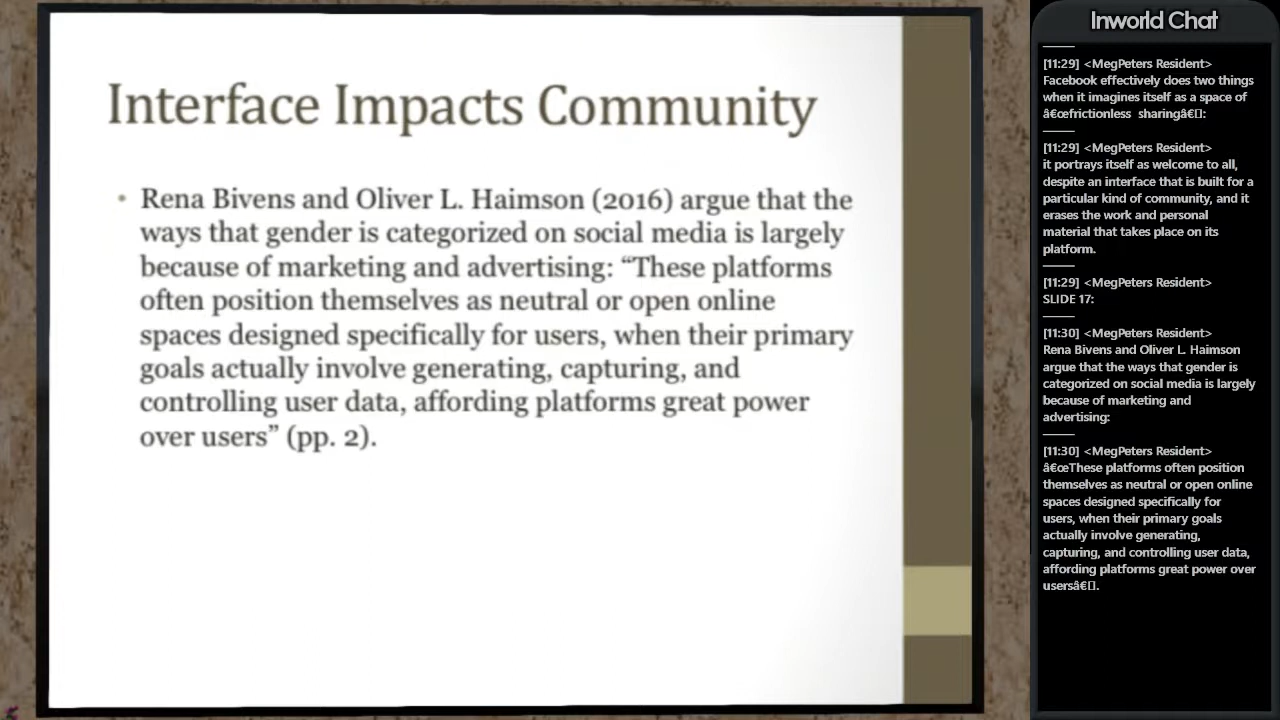 Interface Impacts Community
• Rena Bivens and Oliver L. Haimson (2016) argue that the
ways that gender is categorized on social media is largely
because of marketing and advertising: “These platforms
often position themselves as neutral or open online
spaces designed specifically for users, when their primary
goals actually involve generating, capturing, and
controlling user data, affording platforms great power
over users” (pp. 2).
Inworld Chat
[11:29] <MegPeters Resident>
Facebook effectively does two things
when it imagines itself as a space of
â€œfrictionless  sharingâ€▯:
[11:29] <MegPeters Resident>
it portrays itself as welcome to all,
despite an interface that is built for a
particular kind of community, and it
erases the work and personal
material that takes place on its
platform.
[11:29] <MegPeters Resident>
SLIDE 17:
[11:30] <MegPeters Resident>
Rena Bivens and Oliver L. Haimson
argue that the ways that gender is
categorized on social media is largely
because of marketing and
advertising:
[11:30] <MegPeters Resident>
â€œThese platforms often position
themselves as neutral or open online
spaces designed specifically for
users, when their primary goals
actually involve generating,
capturing, and controlling user data,
affording platforms great power over
usersâ€▯.